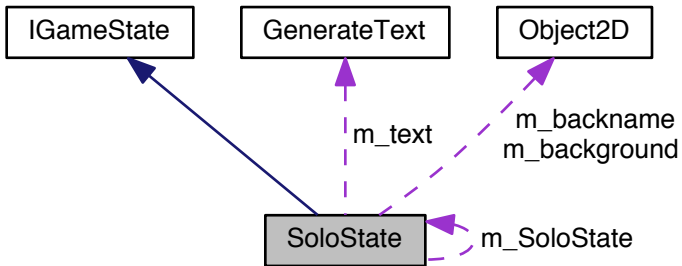 IGameState
GenerateText
Object2D
m_text
m_backname
m_background
SoloState
m_SoloState